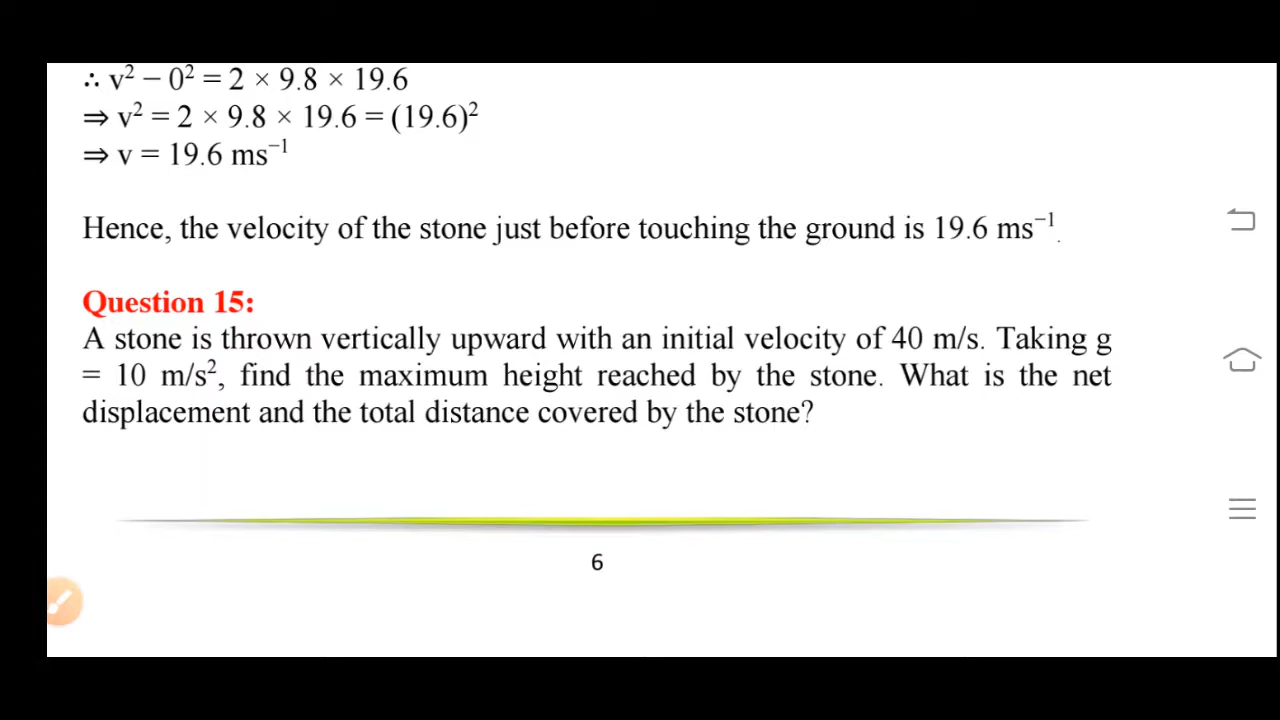 ∴ v² − 0² = 2 × 9.8 × 19.6
⇒ v² = 2 × 9.8 × 19.6 = (19.6)²
⇒ v = 19.6 ms⁻¹
Hence, the velocity of the stone just before touching the ground is 19.6 ms⁻¹.
Question 15:
A stone is thrown vertically upward with an initial velocity of 40 m/s. Taking g
= 10 m/s², find the maximum height reached by the stone. What is the net
displacement and the total distance covered by the stone?
6